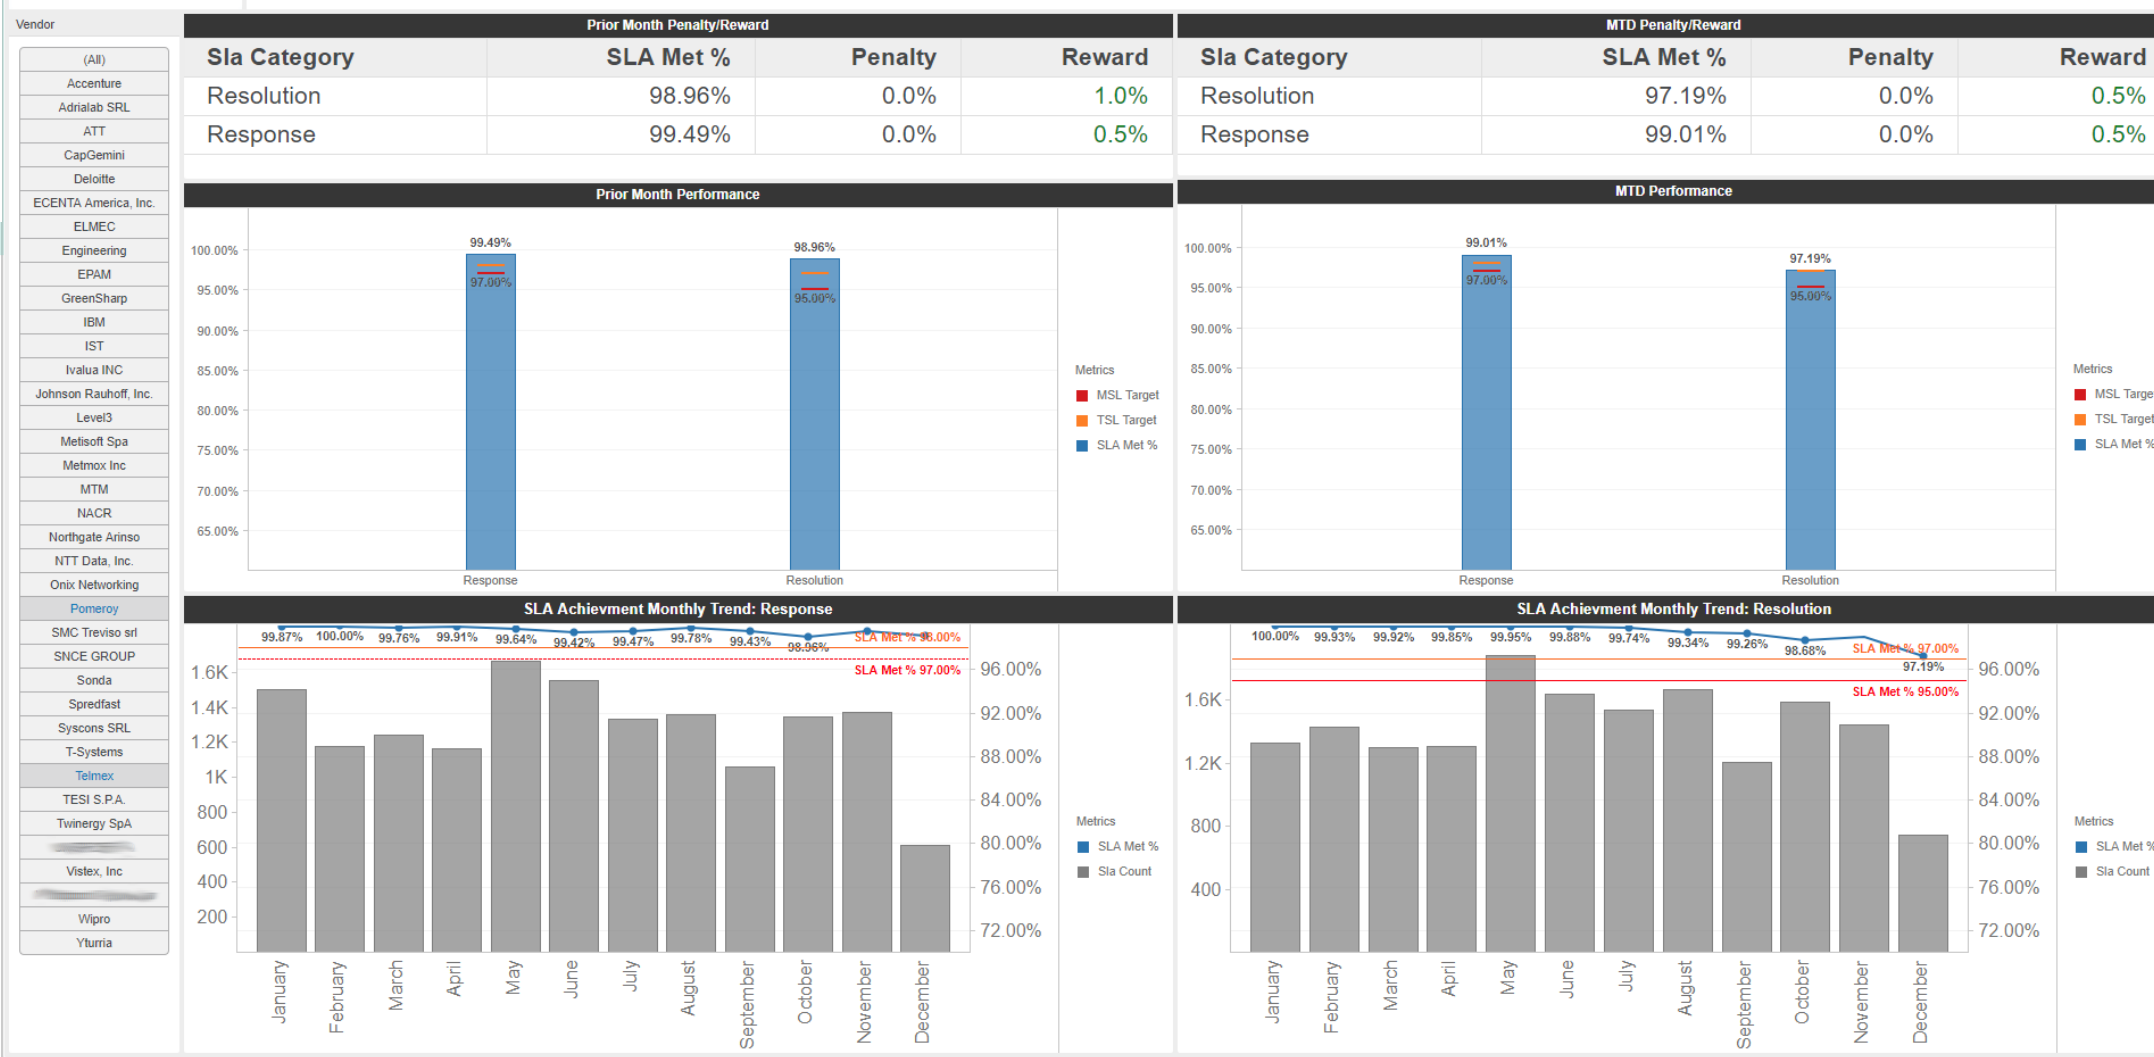 Vendor
(All)
Accenture
Adrialab SRL
ATT
CapGemini
Deloitte
ECENTA America, Inc.
ELMEC
Engineering
EPAM
GreenSharp
IBM
IST
Ivalua INC
Johnson Rauhoff, Inc.
Level3
Metisoft Spa
Metmox Inc
MTM
NACR
Northgate Arinso
NTT Data, Inc.
Onix Networking
Pomeroy
SMC Treviso srl
SNCE GROUP
Sonda
Spredfast
Syscons SRL
T-Systems
Telmex
TESI S.P.A.
Twinergy SpA
Vistex, Inc
Wipro
Yturria
Prior Month Penalty/Reward
Sla Category SLA Met % Penalty Reward
Resolution 98.96% 0.0% 1.0%
Response 99.49% 0.0% 0.5%
MTD Penalty/Reward
Sla Category SLA Met % Penalty Reward
Resolution 97.19% 0.0% 0.5%
Response 99.01% 0.0% 0.5%
Prior Month Performance
100.00%
95.00%
90.00%
85.00%
80.00%
75.00%
70.00%
65.00%
99.49%
97.00%
98.96%
95.00%
Response Resolution
Metrics
MSL Target
TSL Target
SLA Met %
MTD Performance
100.00%
95.00%
90.00%
85.00%
80.00%
75.00%
70.00%
65.00%
99.01%
97.00%
97.19%
95.00%
Response Resolution
Metrics
MSL Targe
TSL Target
SLA Met %
SLA Achievment Monthly Trend: Response
99.87% 100.00% 99.76% 99.91% 99.64% 99.42% 99.47% 99.78% 99.43% 98.96%
SLA Met % 98.00%
SLA Met % 97.00%
1.6K
1.4K
1.2K
1K
800
600
400
200
96.00%
92.00%
88.00%
84.00%
80.00%
76.00%
72.00%
January February March April May June July August September October November December
Metrics
SLA Met %
Sla Count
SLA Achievment Monthly Trend: Resolution
100.00% 99.93% 99.92% 99.85% 99.95% 99.88% 99.74% 99.34% 99.26% 98.68% 97.19%
SLA Met % 97.00%
SLA Met % 95.00%
1.6K
1.2K
800
400
96.00%
92.00%
88.00%
84.00%
80.00%
76.00%
72.00%
January February March April May June July August September October November December
Metrics
SLA Met %
Sla Count